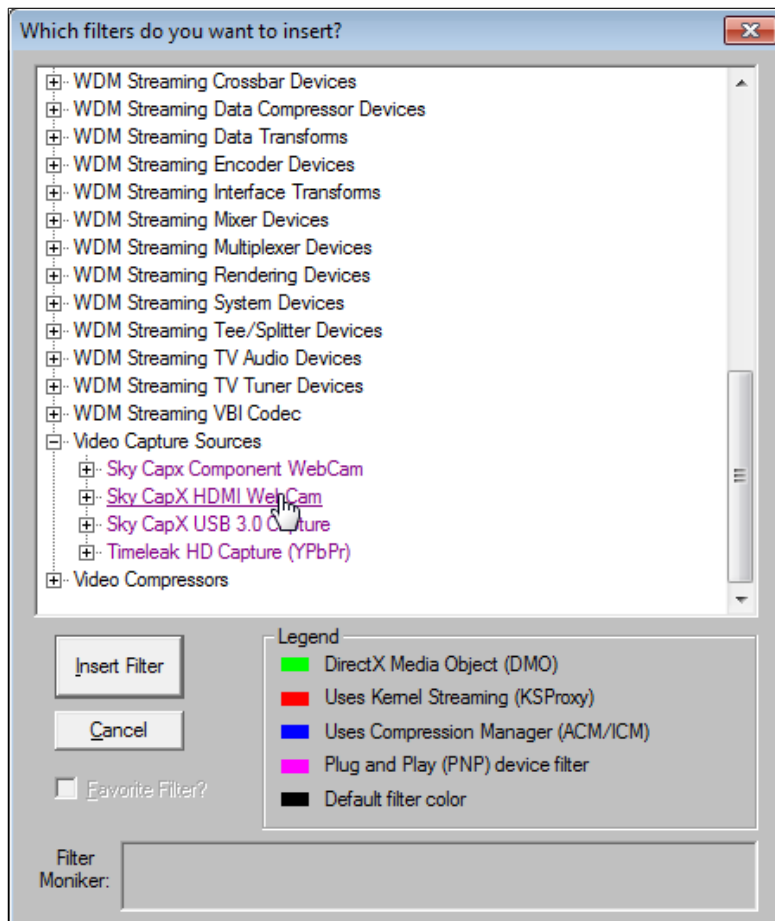 Which filters do you want to insert?
WDM Streaming Crossbar Devices
WDM Streaming Data Compressor Devices
WDM Streaming Data Transforms
WDM Streaming Encoder Devices
WDM Streaming Interface Transforms
WDM Streaming Mixer Devices
WDM Streaming Multiplexer Devices
WDM Streaming Rendering Devices
WDM Streaming System Devices
WDM Streaming Tee/Splitter Devices
WDM Streaming TV Audio Devices
WDM Streaming TV Tuner Devices
WDM Streaming VBI Codec
Video Capture Sources
Sky Capx Component WebCam
Sky CapX HDMI WebCam
Sky CapX USB 3.0 Capture
Timeleak HD Capture (YPbPr)
Video Compressors
Insert Filter
Cancel
Favorite Filter?
Legend
DirectX Media Object (DMO)
Uses Kernel Streaming (KSProxy)
Uses Compression Manager (ACM/ICM)
Plug and Play (PNP) device filter
Default filter color
Filter
Moniker: